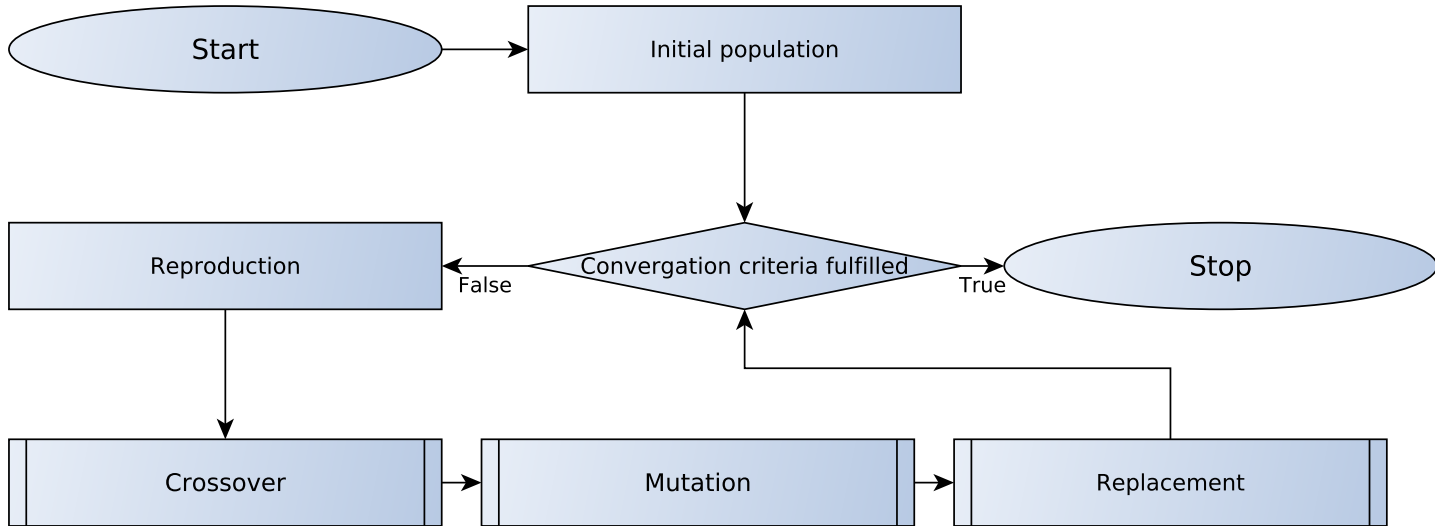 Start
Initial population
Reproduction
Convergation criteria fulfilled
Stop
False
True
Crossover
Mutation
Replacement